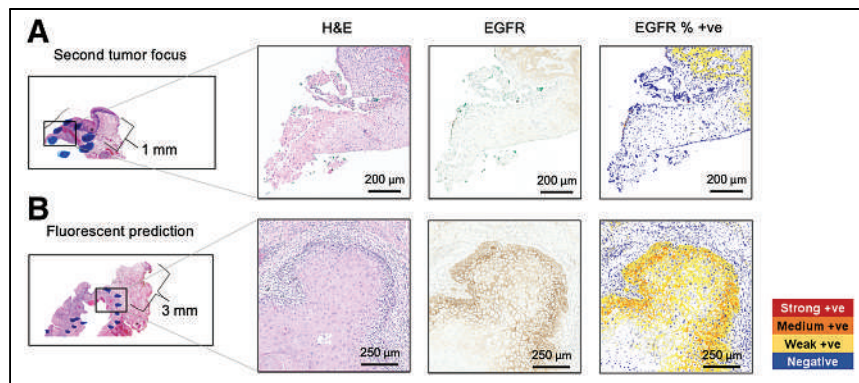 A
H&E
EGFR
EGFR % +ve
Second tumor focus
1 mm
200 µm
200 µm
200 µm
B
Fluorescent prediction
3 mm
250 µm
250 µm
250 µm
Strong +ve
Medium +ve
Weak +ve
Negative